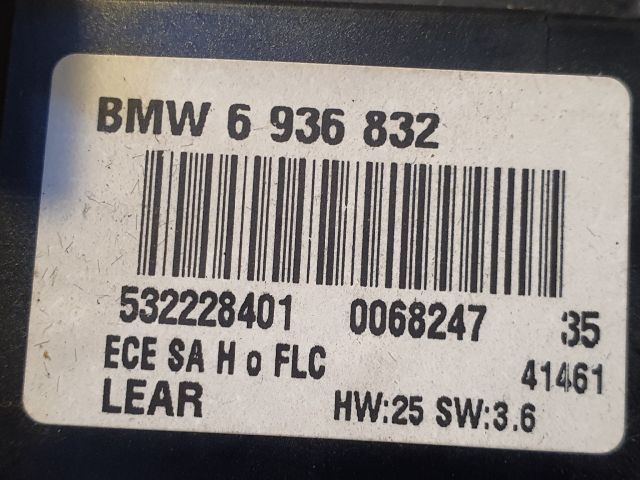 BMW 6 936 832
532228401 0068247 35
ECE SA H o FLC 41461
LEAR HW:25 SW:3.6